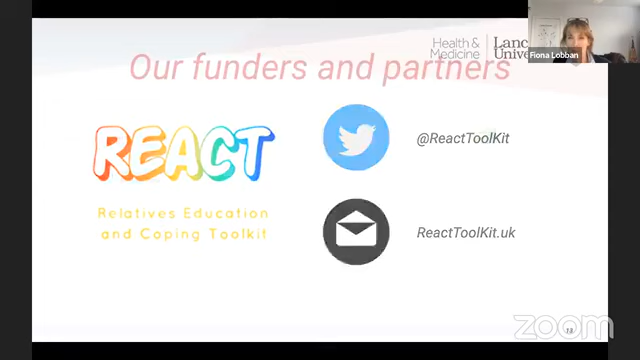 Health & Lanc
Medicine Univer
Fiona Lobban
Our funders and partners
REACT
@ReactToolKit
Relatives Education
and Coping Toolkit
ReactToolKit.uk
zoom